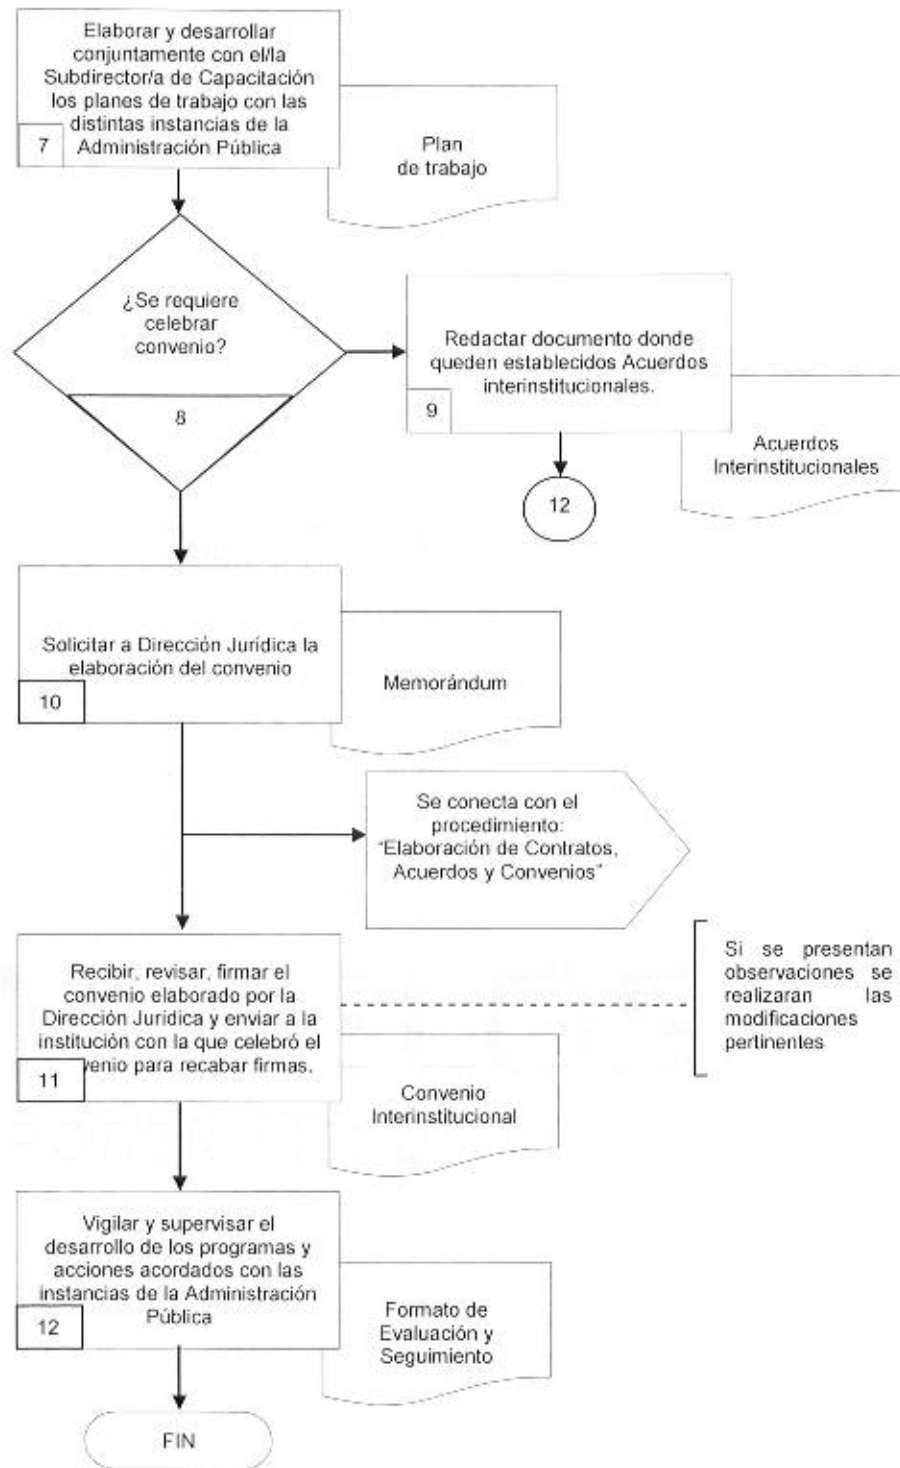 Elaborar y desarrollar
conjuntamente con el/la
Subdirector/a de Capacitación
los planes de trabajo con las
distintas instancias de la
Administración Pública
7
Plan
de trabajo
¿Se requiere
celebrar
convenio?
8
Redactar documento donde
queden establecidos Acuerdos
interinstitucionales.
9
Acuerdos
Interinstitucionales
12
Solicitar a Dirección Jurídica la
elaboración del convenio
10
Memorándum
Se conecta con el
procedimiento:
"Elaboración de Contratos,
Acuerdos y Convenios"
Recibir, revisar, firmar el
convenio elaborado por la
Dirección Jurídica y enviar a la
institución con la que celebró el
venio para recabar firmas.
11
Si se presentan
observaciones se
realizaran las
modificaciones
pertinentes
Convenio
Interinstitucional
Vigilar y supervisar el
desarrollo de los programas y
acciones acordados con las
instancias de la Administración
Pública
12
Formato de
Evaluación y
Seguimiento
FIN